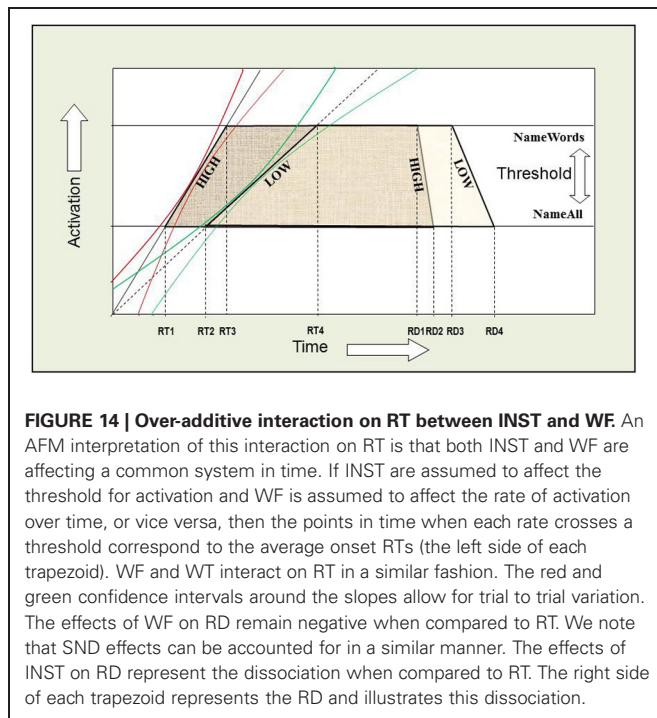 Activation
HIGH
LOW
HIGH
LOW
NameWords
Threshold
NameAll
RT1 RT2 RT3 RT4 RD1 RD2 RD3 RD4
Time
FIGURE 14 | Over-additive interaction on RT between INST and WF. An
AFM interpretation of this interaction on RT is that both INST and WF are
affecting a common system in time. If INST are assumed to affect the
threshold for activation and WF is assumed to affect the rate of activation
over time, or vice versa, then the points in time when each rate crosses a
threshold correspond to the average onset RTs (the left side of each
trapezoid). WF and WT interact on RT in a similar fashion. The red and
green confidence intervals around the slopes allow for trial to trial variation.
The effects of WF on RD remain negative when compared to RT. We note
that SND effects can be accounted for in a similar manner. The effects of
INST on RD represent the dissociation when compared to RT. The right side
of each trapezoid represents the RD and illustrates this dissociation.